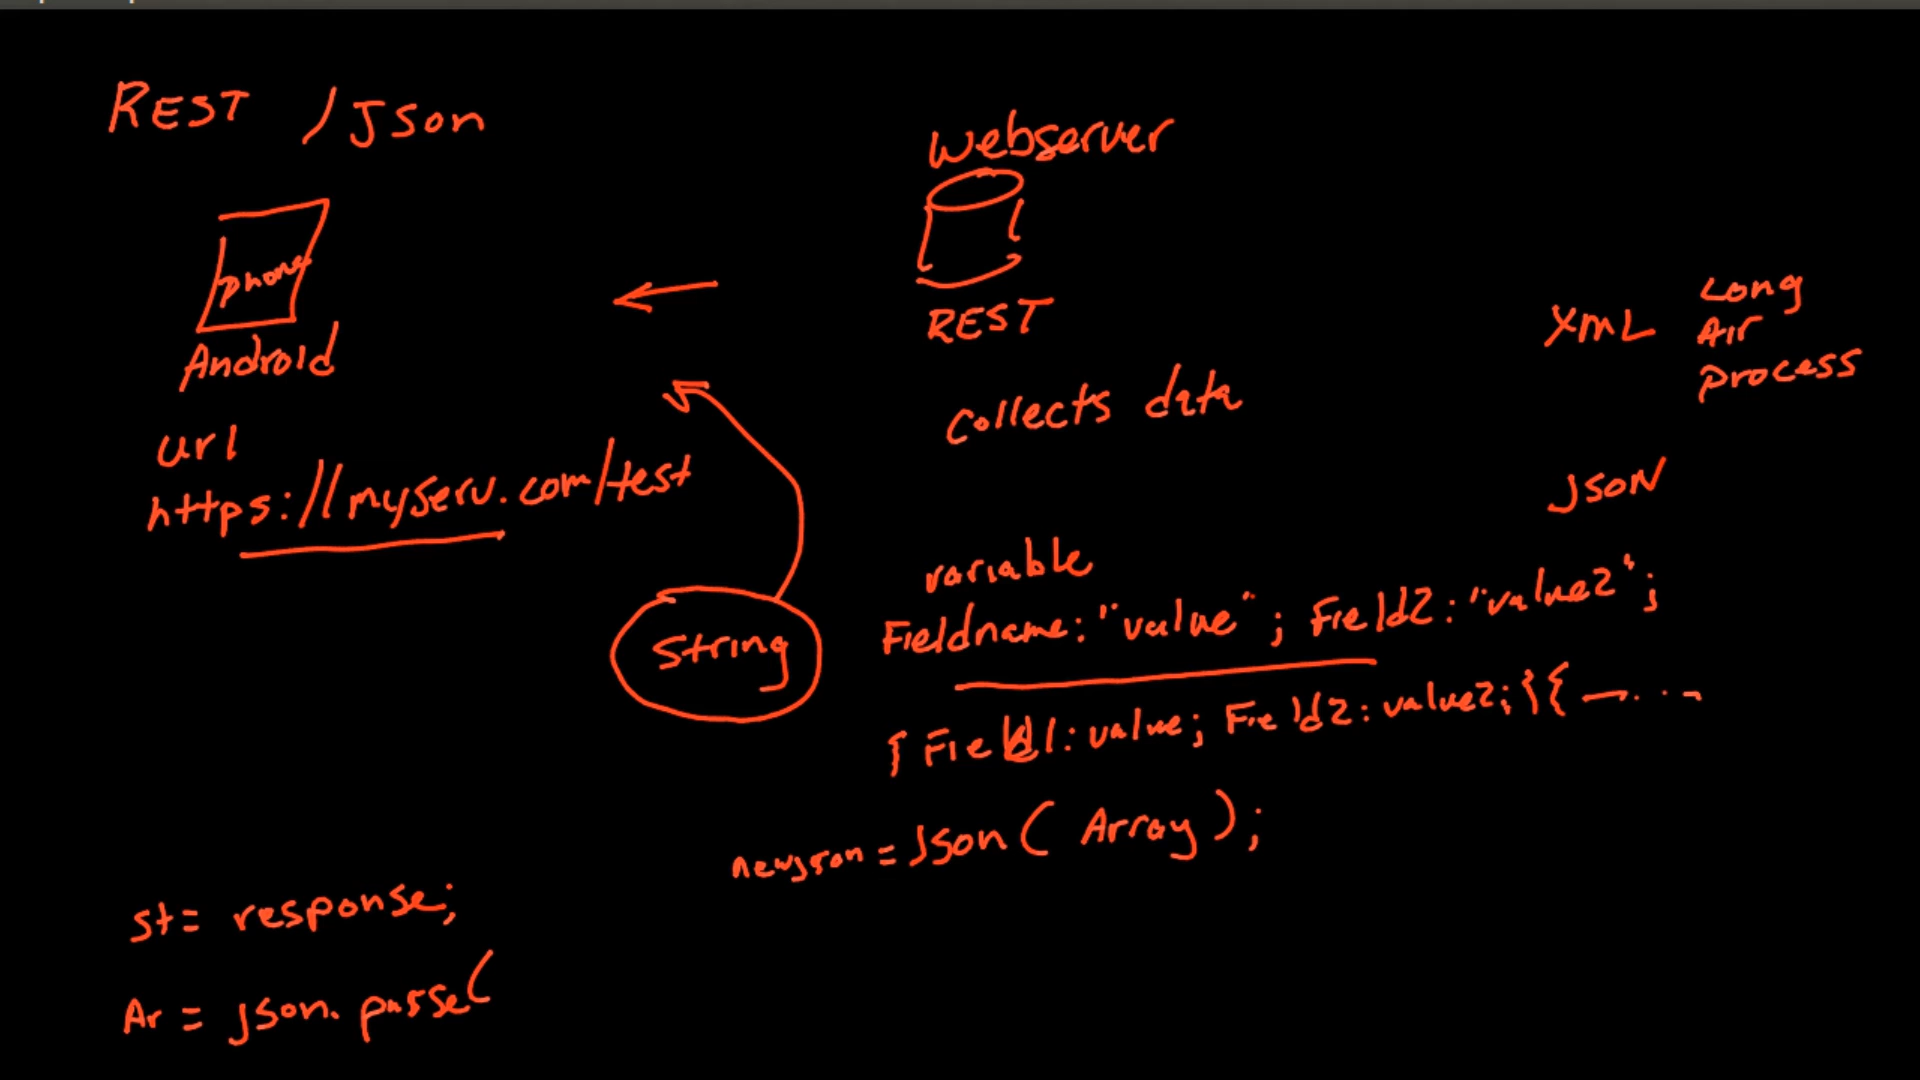 REST / Json
Webserver
phone
Android
REST
XML
Long
Air
process
Collects data
url
https://myserv.com/test
JSON
variable
Fieldname: "value"; Field2: "value2";
String
{ Field1: value; Field2: value2; }{
newjson = Json ( Array );
st = response;
Ar = json. parse(